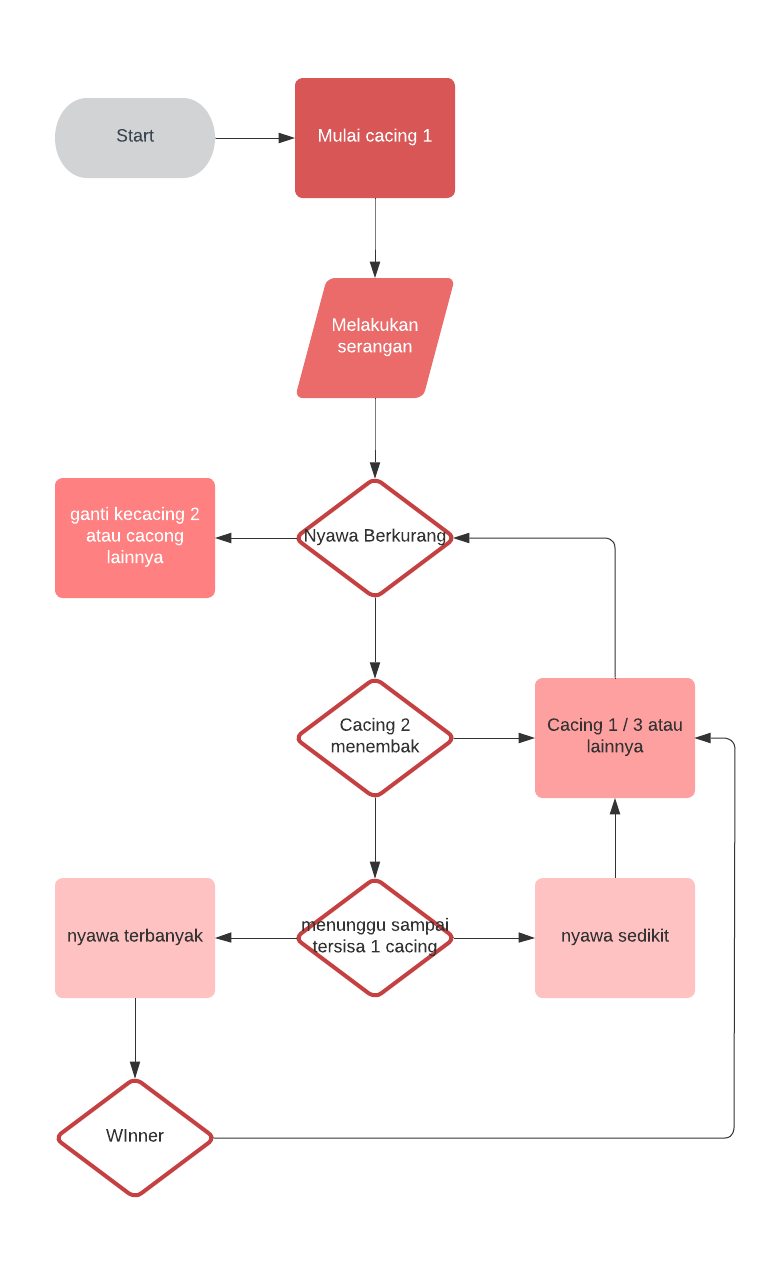 Start
Mulai cacing 1
Melakukan
serangan
ganti kecacing 2
atau cacong
lainnya
Nyawa Berkurang
Cacing 2
menembak
Cacing 1 / 3 atau
lainnya
nyawa terbanyak
menunggu sampai
tersisa 1 cacing
nyawa sedikit
WInner